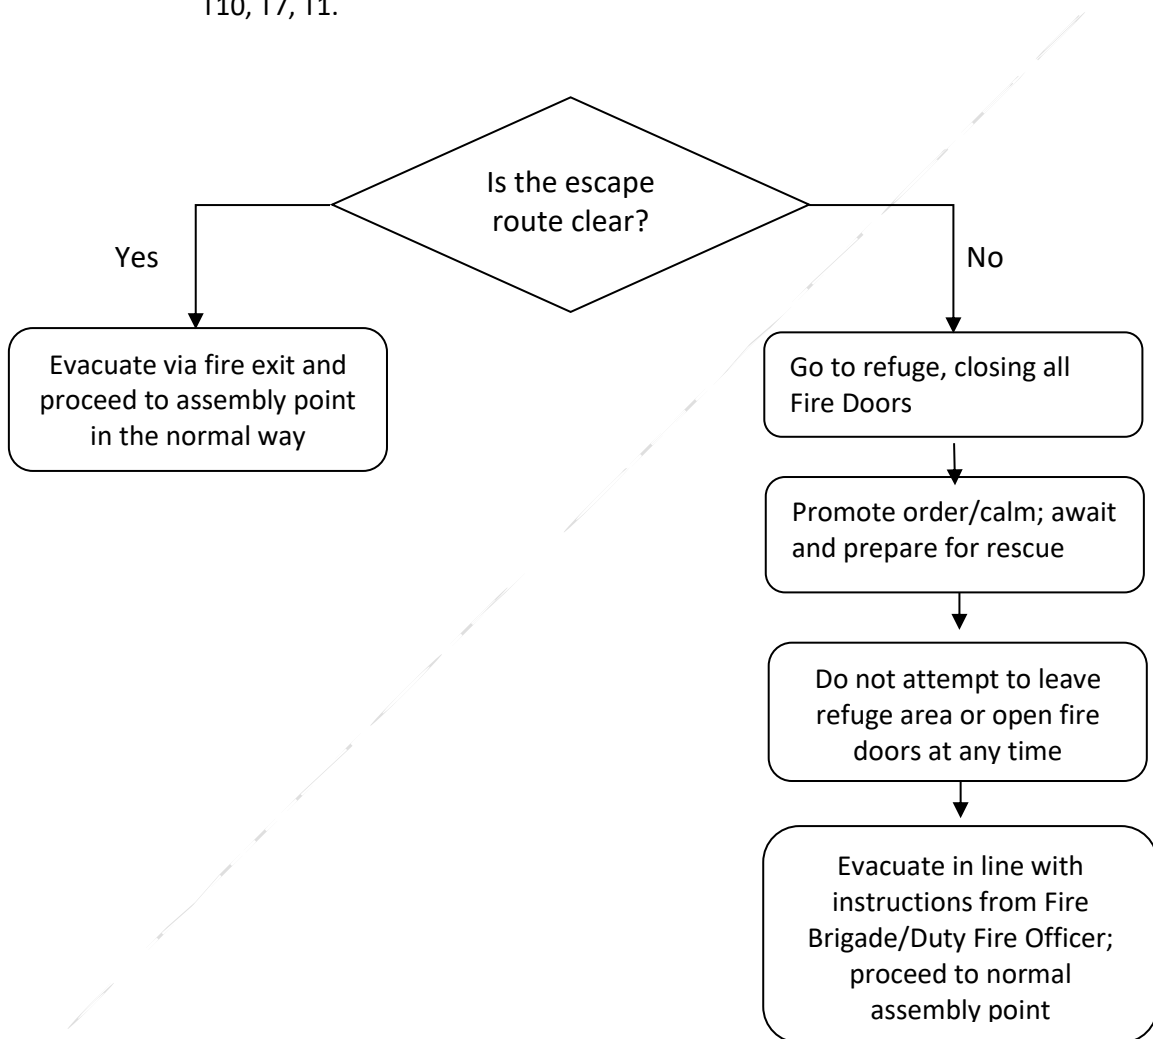 T10, T7, T1.
Is the escape
route clear?
Yes
No
Evacuate via fire exit and
proceed to assembly point
in the normal way
Go to refuge, closing all
Fire Doors
Promote order/calm; await
and prepare for rescue
Do not attempt to leave
refuge area or open fire
doors at any time
Evacuate in line with
instructions from Fire
Brigade/Duty Fire Officer;
proceed to normal
assembly point